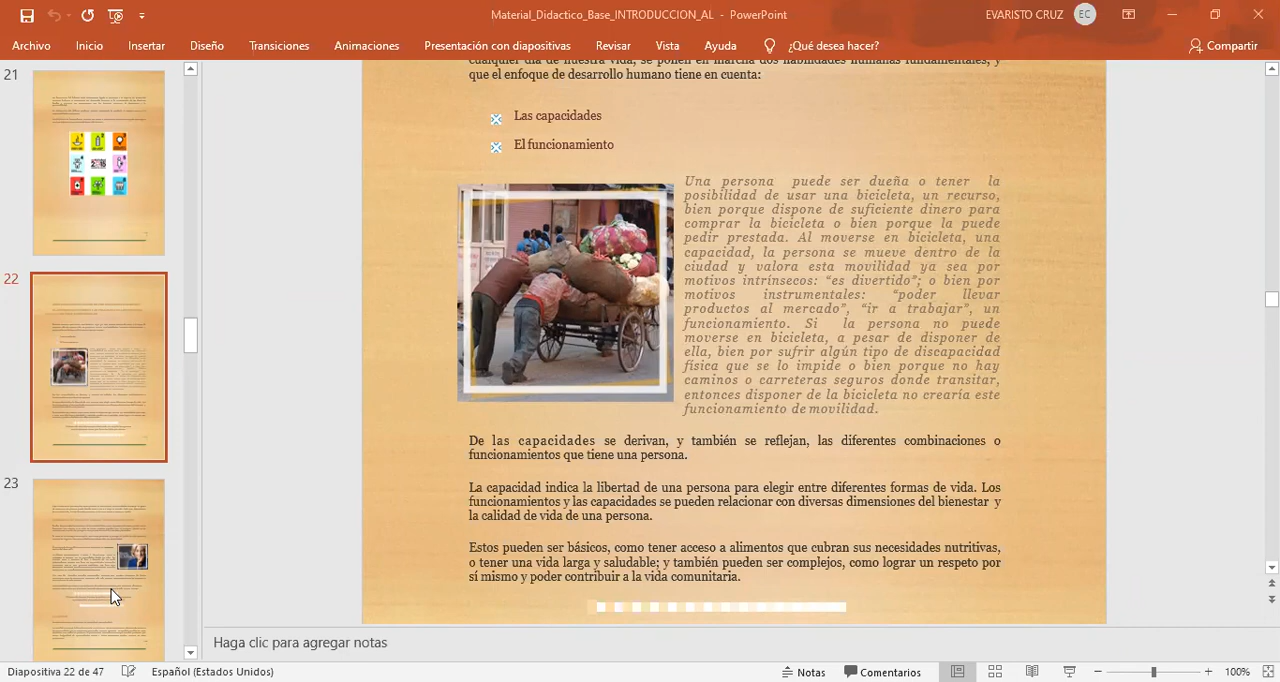 Material_Didactico_Base_INTRODUCCION_AL - PowerPoint
EVARISTO CRUZ
EC
Archivo
Inicio
Insertar
Diseño
Transiciones
Animaciones
Presentación con diapositivas
Revisar
Vista
Ayuda
¿Qué desea hacer?
Compartir
21
22
23
cualquier día de nuestra vida, se ponen en marcha dos habilidades humanas fundamentales, y
que el enfoque de desarrollo humano tiene en cuenta:
Las capacidades
El funcionamiento
Una persona puede ser dueña o tener la
posibilidad de usar una bicicleta, un recurso,
bien porque dispone de suficiente dinero para
comprar la bicicleta o bien porque la puede
pedir prestada. Al moverse en bicicleta, una
capacidad, la persona se mueve dentro de la
ciudad y valora esta movilidad ya sea por
motivos intrínsecos: “es divertido”; o bien por
motivos instrumentales: “poder llevar
productos al mercado”, “ir a trabajar”, un
funcionamiento. Si la persona no puede
moverse en bicicleta, a pesar de disponer de
ella, bien por sufrir algún tipo de discapacidad
física que se lo impide o bien porque no hay
caminos o carreteras seguros donde transitar,
entonces disponer de la bicicleta no crearía este
funcionamiento de movilidad.
De las capacidades se derivan, y también se reflejan, las diferentes combinaciones o
funcionamientos que tiene una persona.
La capacidad indica la libertad de una persona para elegir entre diferentes formas de vida. Los
funcionamientos y las capacidades se pueden relacionar con diversas dimensiones del bienestar y
la calidad de vida de una persona.
Estos pueden ser básicos, como tener acceso a alimentos que cubran sus necesidades nutritivas,
o tener una vida larga y saludable; y también pueden ser complejos, como lograr un respeto por
sí mismo y poder contribuir a la vida comunitaria.
Haga clic para agregar notas
Diapositiva 22 de 47
Español (Estados Unidos)
Notas
Comentarios
100%